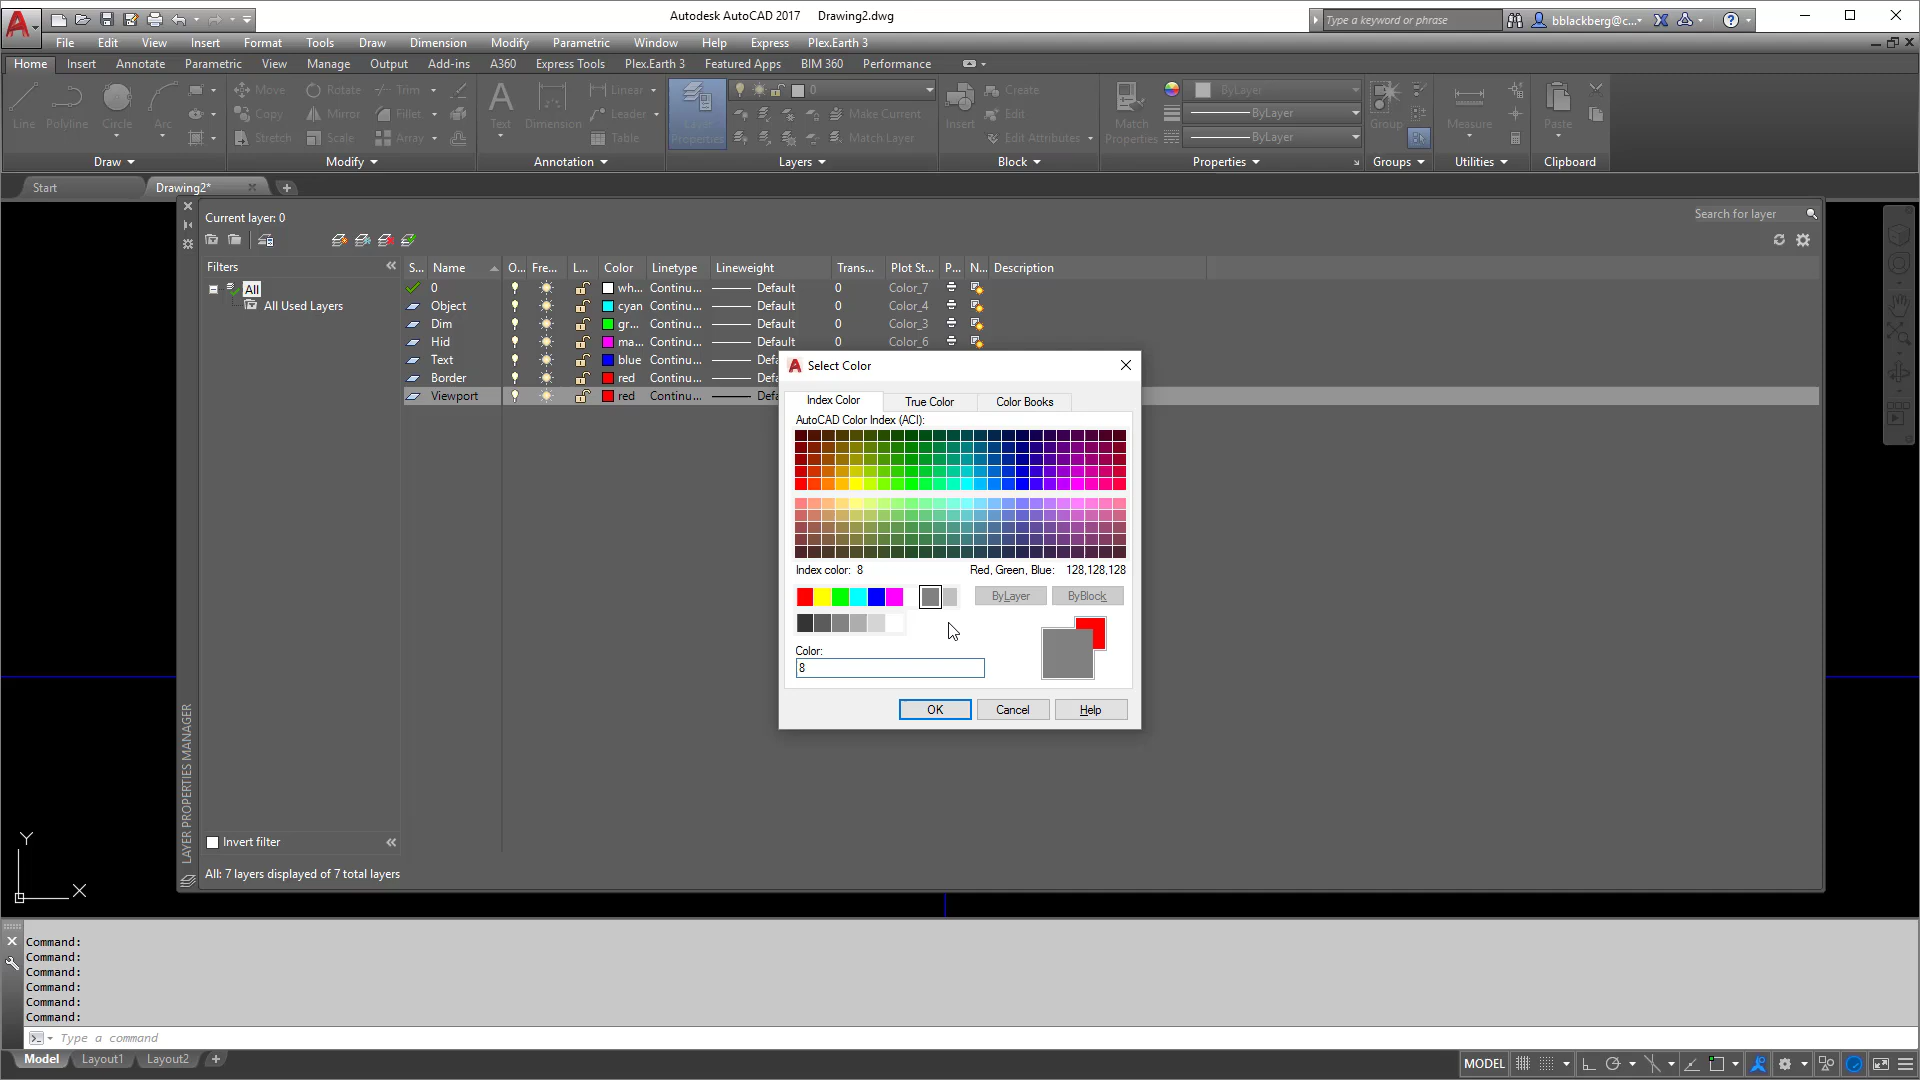 Autodesk AutoCAD 2017 Drawing2.dwg
Type a keyword or phrase
bblackberg@c...
File Edit View Insert Format Tools Draw Dimension Modify Parametric Window Help Express Plex.Earth 3
Home Insert Annotate Parametric View Manage Output Add-ins A360 Express Tools Plex.Earth 3 Featured Apps BIM 360 Performance
Line Polyline Circle Arc
Move Rotate Trim
Copy Mirror Fillet
Stretch Scale Array
Text Dimension
Linear
Leader
Table
Layer Properties
0
Make Current
Match Layer
Insert
Create
Edit
Edit Attributes
Match Properties
ByLayer
ByLayer
ByLayer
Group
Measure
Paste
Draw Modify Annotation Layers Block Properties Groups Utilities Clipboard
Start Drawing2*
Current layer: 0
Search for layer
Filters
All
All Used Layers
S... Name O... Fre... L... Color Linetype Lineweight Trans... Plot St... P... N... Description
0 wh... Continu... Default 0 Color_7
Object cyan Continu... Default 0 Color_4
Dim gr... Continu... Default 0 Color_3
Hid ma... Continu... Default 0 Color_6
Text blue Continu... Defa
Border red Continu... Defa
Viewport red Continu... Defa
Select Color
Index Color True Color Color Books
AutoCAD Color Index (ACI):
Index color: 8 Red, Green, Blue: 128,128,128
ByLayer ByBlock
Color:
8
OK Cancel Help
LAYER PROPERTIES MANAGER
Invert filter
All: 7 layers displayed of 7 total layers
Y
X
Command:
Command:
Command:
Command:
Command:
Command:
Type a command
Model Layout1 Layout2
MODEL